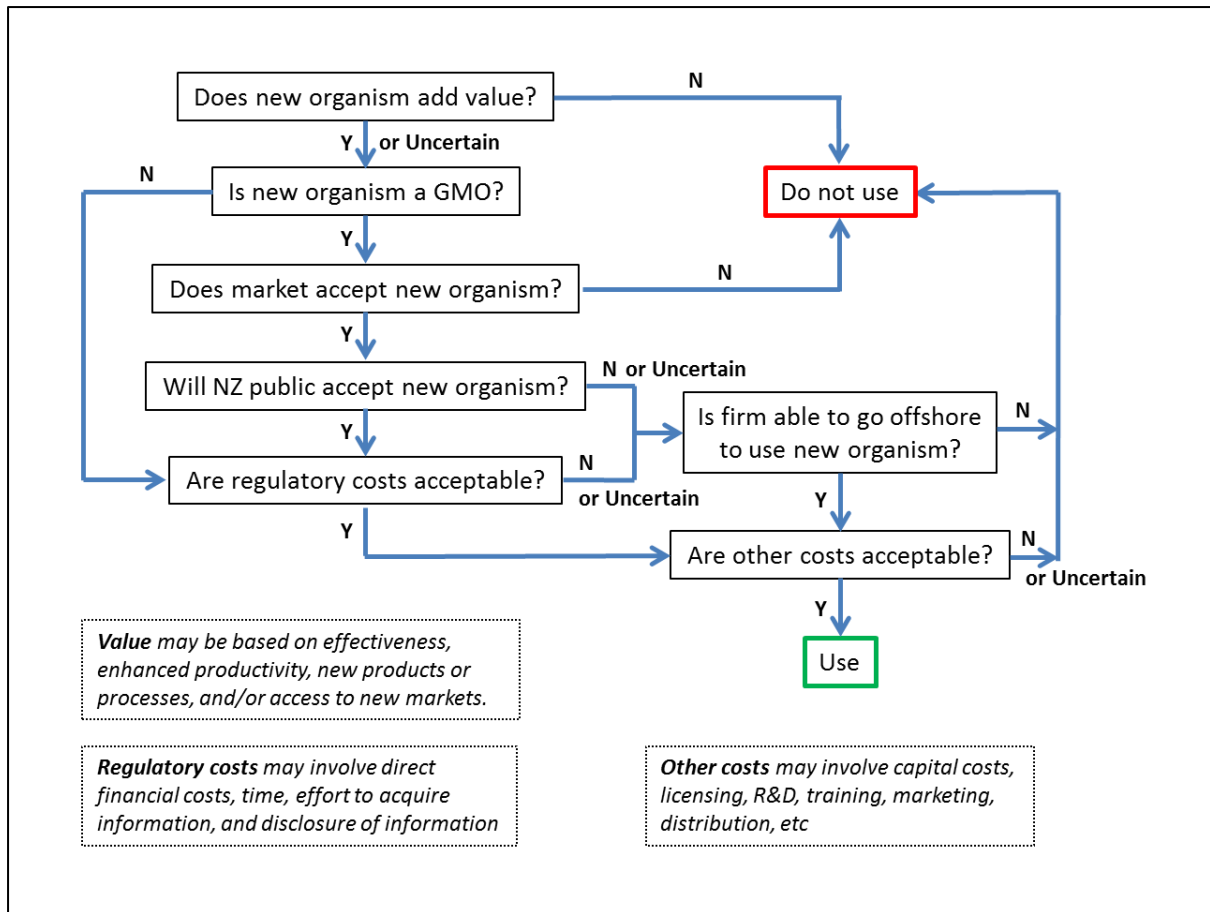 Does new organism add value?
N
Y or Uncertain
N
Is new organism a GMO?
Do not use
Y
Does market accept new organism?
N
Y
Will NZ public accept new organism?
N or Uncertain
Is firm able to go offshore
to use new organism?
N
Y
Are regulatory costs acceptable?
N
or Uncertain
Y
Y
Are other costs acceptable?
N
or Uncertain
Y
Use
Value may be based on effectiveness,
enhanced productivity, new products or
processes, and/or access to new markets.
Regulatory costs may involve direct
financial costs, time, effort to acquire
information, and disclosure of information
Other costs may involve capital costs,
licensing, R&D, training, marketing,
distribution, etc